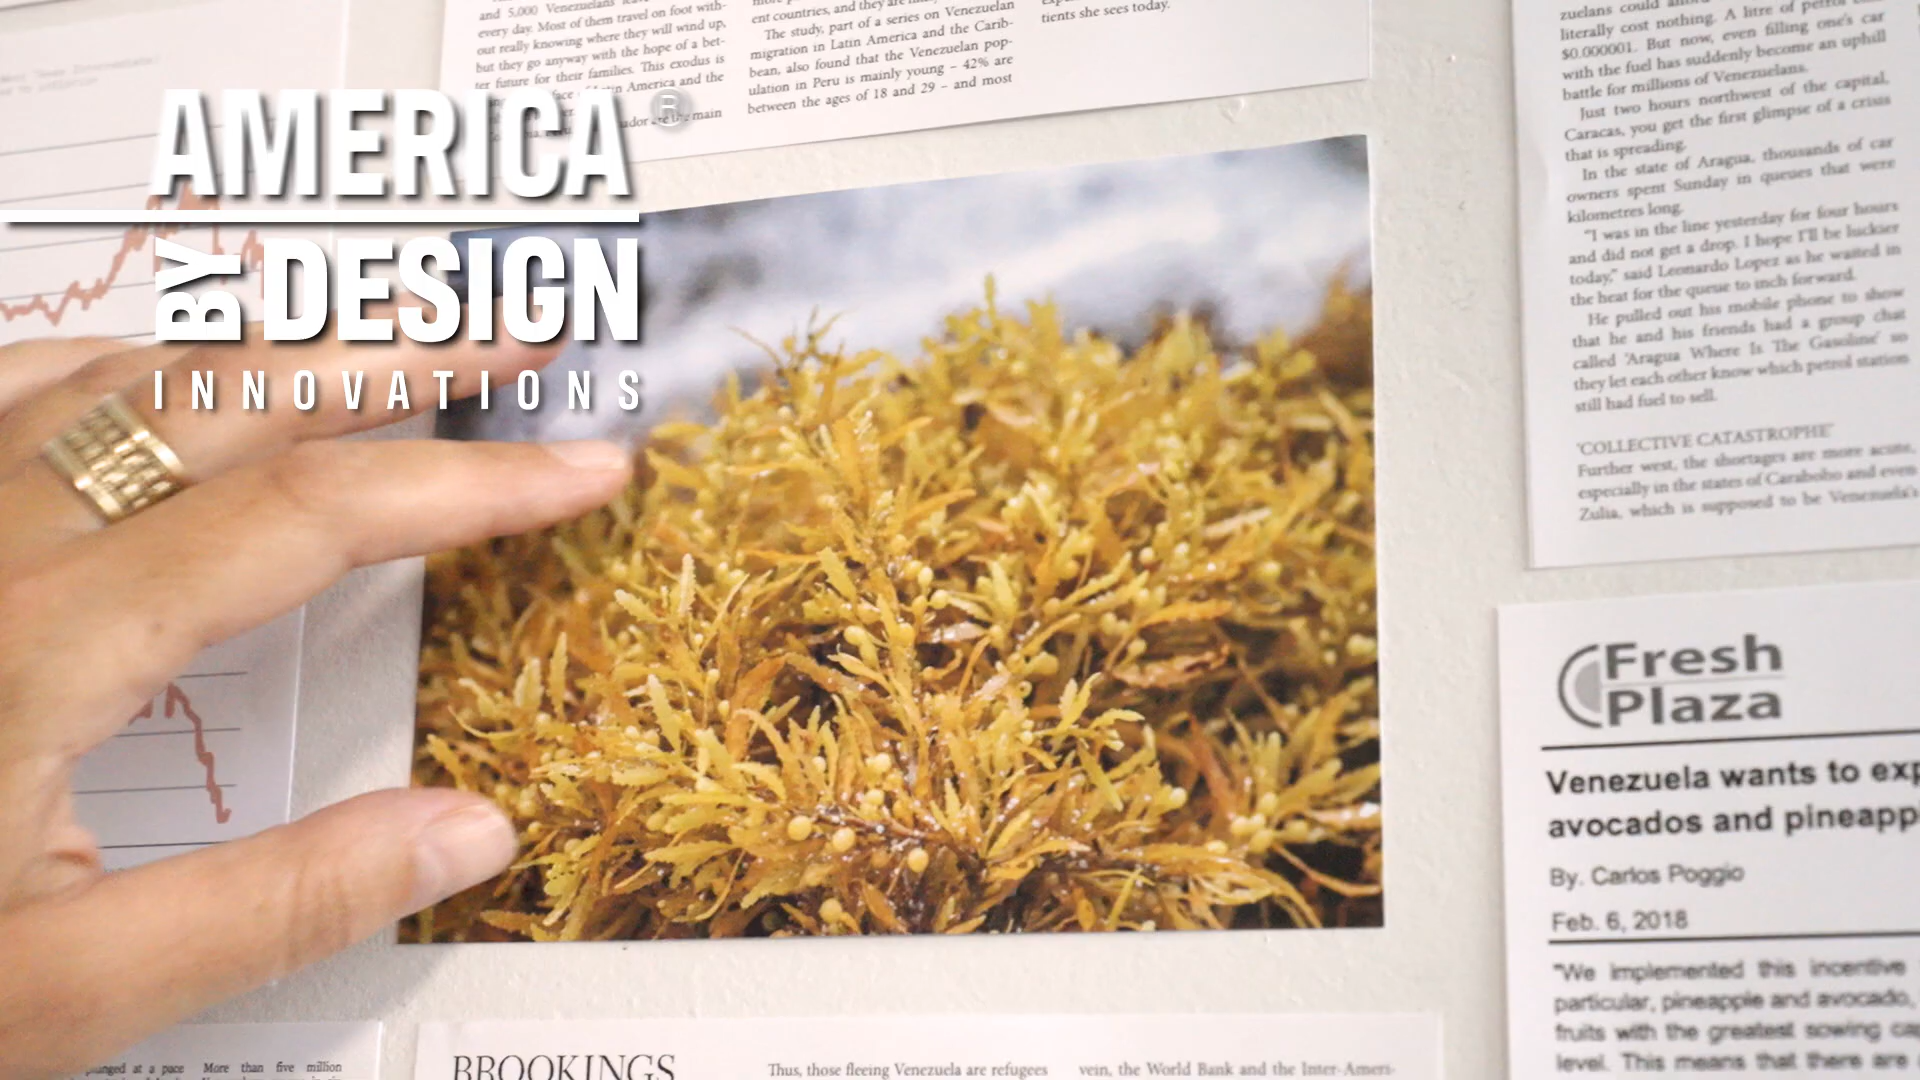 AMERICA ®
BY DESIGN
INNOVATIONS
and 5,000 Venezuelans
every day. Most of them travel on foot with-
out really knowing where they will wind up,
but they go anyway with the hope of a bet-
ter future for their families. This exodus is
face America and the
ador are the main
ent countries, and they are
The study, part of a series on Venezuelan
migration in Latin America and the Carib-
bean, also found that the Venezuelan pop-
ulation in Peru is mainly young – 42% are
between the ages of 18 and 29 – and most
tients she sees today.
zuelans could
literally cost nothing. A litre of petrol
$0.000001. But now, even filling one's car
with the fuel has suddenly become an uphill
battle for millions of Venezuelans.
Just two hours northwest of the capital,
Caracas, you get the first glimpse of a crisis
that is spreading.
In the state of Aragua, thousands of car
owners spent Sunday in queues that were
kilometres long.
"I was in the line yesterday for four hours
and did not get a drop. I hope I'll be luckier
today," said Leonardo Lopez as he waited in
the heat for the queue to inch forward.
He pulled out his mobile phone to show
that he and his friends had a group chat
called 'Aragua Where Is The Gasoline' so
they let each other know which petrol station
still had fuel to sell.
'COLLECTIVE CATASTROPHE'
Further west, the shortages are more acute,
especially in the states of Carabobo and even
Zulia, which is supposed to be Venezuela's
Fresh
Plaza
Venezuela wants to exp
avocados and pineapp
By. Carlos Poggio
Feb. 6, 2018
"We implemented this incentive
particular, pineapple and avocado,
fruits with the greatest sowing ca
level. This means that there are
unged at a pace
More than five million
BROOKINGS
Thus, those fleeing Venezuela are refugees
vein, the World Bank and the Inter-Ameri-